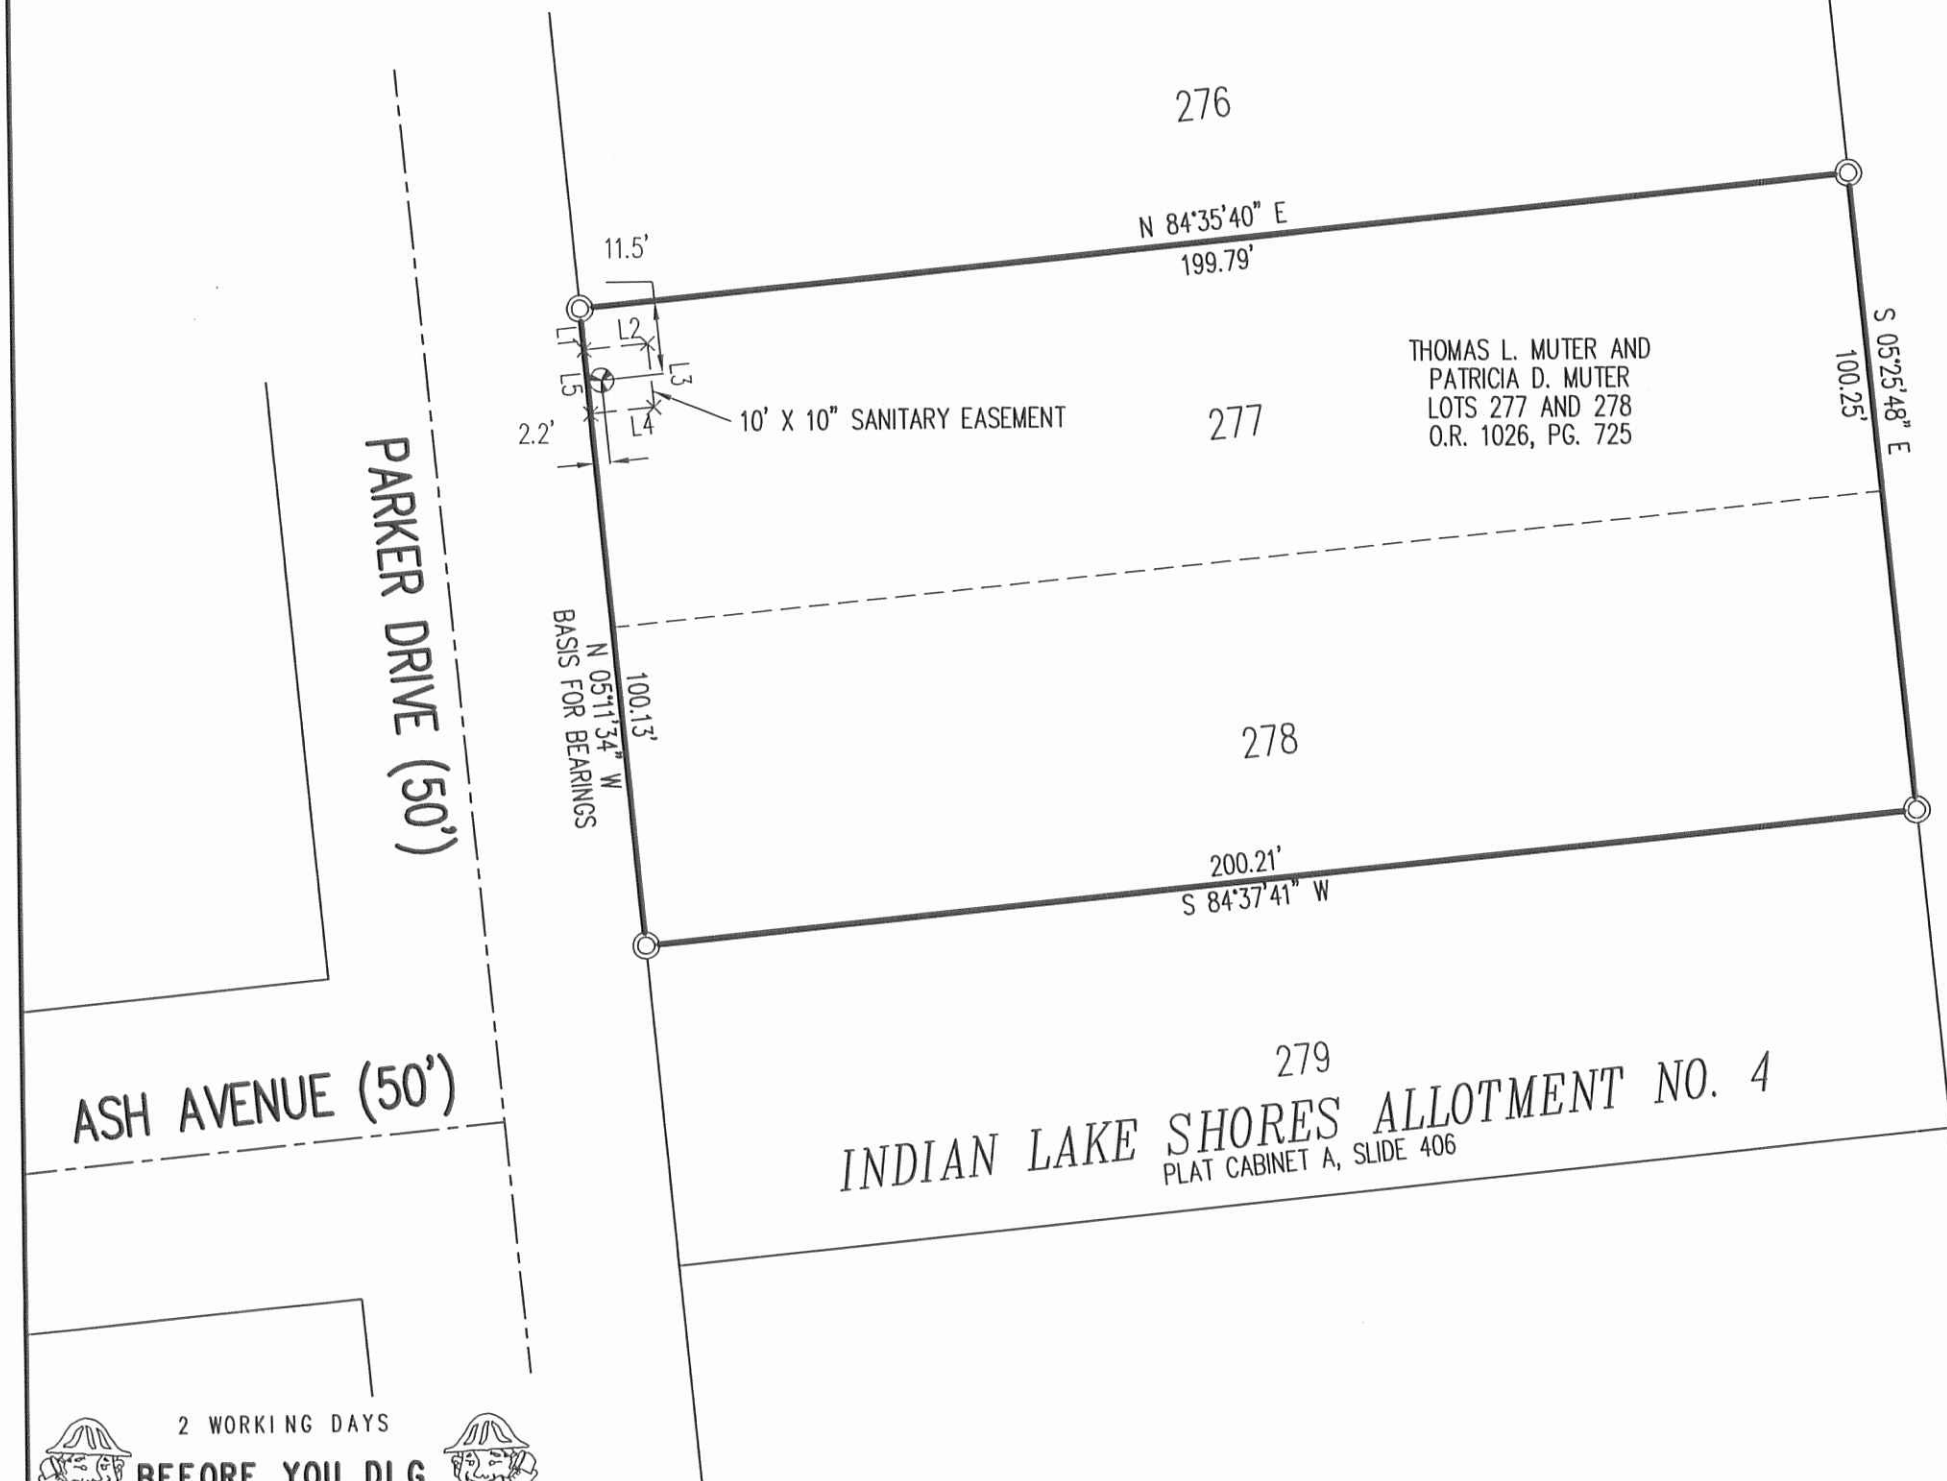 276
N 84°35'40" E
199.79'
11.5'
L1
L2
L3
L5
L4
2.2'
10' X 10" SANITARY EASEMENT
277
THOMAS L. MUTER AND
PATRICIA D. MUTER
LOTS 277 AND 278
O.R. 1026, PG. 725
S 05°25'48" E
100.25'
PARKER DRIVE (50')
N 05°11'34" W
BASIS FOR BEARINGS
100.13'
278
200.21'
S 84°37'41" W
279
ASH AVENUE (50')
INDIAN LAKE SHORES ALLOTMENT NO. 4
PLAT CABINET A, SLIDE 406
2 WORKING DAYS
BEFORE YOU DIG